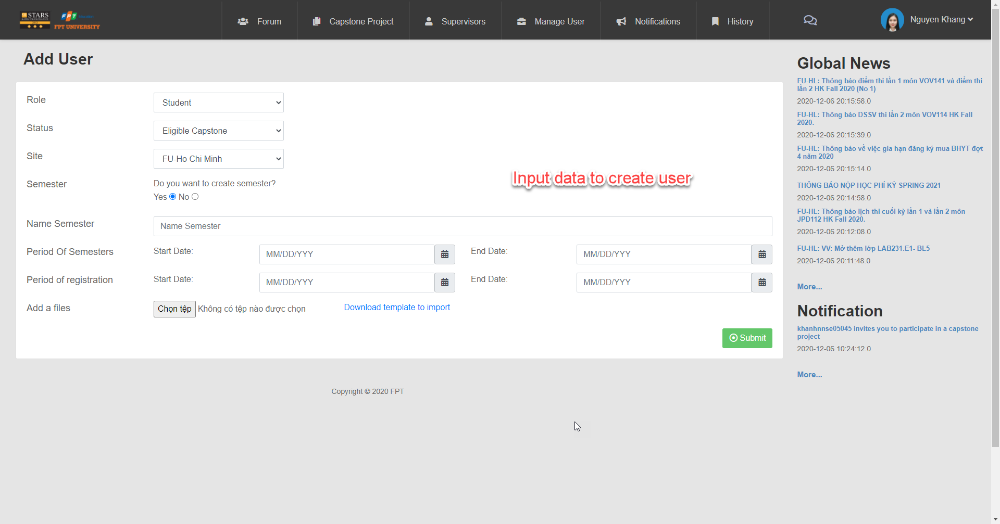 STARS
FPT Education
FPT UNIVERSITY
Forum
Capstone Project
Supervisors
Manage User
Notifications
History
Nguyen Khang
Add User
Role
Student
Status
Eligible Capstone
Site
FU-Ho Chi Minh
Semester
Do you want to create semester?
Yes No
Input data to create user
Name Semester
Name Semester
Period Of Semesters
Start Date:
MM/DD/YYY
End Date:
MM/DD/YYY
Period of registration
Start Date:
MM/DD/YYY
End Date:
MM/DD/YYY
Add a files
Chọn tệp Không có tệp nào được chọn
Download template to import
Submit
Copyright © 2020 FPT
Global News
FU-HL: Thông báo điểm thi lần 1 môn VOV141 và điểm thi
lần 2 HK Fall 2020 (No 1)
2020-12-06 20:15:58.0
FU-HL: Thông báo DSSV thi lần 2 môn VOV114 HK Fall
2020.
2020-12-06 20:15:39.0
FU-HL: Thông báo về việc gia hạn đăng ký mua BHYT đợt
4 năm 2020
2020-12-06 20:15:14.0
THÔNG BÁO NỘP HỌC PHÍ KỲ SPRING 2021
2020-12-06 20:14:58.0
FU-HL: Thông báo lịch thi cuối kỳ lần 1 và lần 2 môn
JPD112 HK Fall 2020.
2020-12-06 20:12:08.0
FU-HL: VV: Mở thêm lớp LAB231.E1- BL5
2020-12-06 20:11:48.0
More...
Notification
khanhnnse05045 invites you to participate in a capstone
project
2020-12-06 10:24:12.0
More...